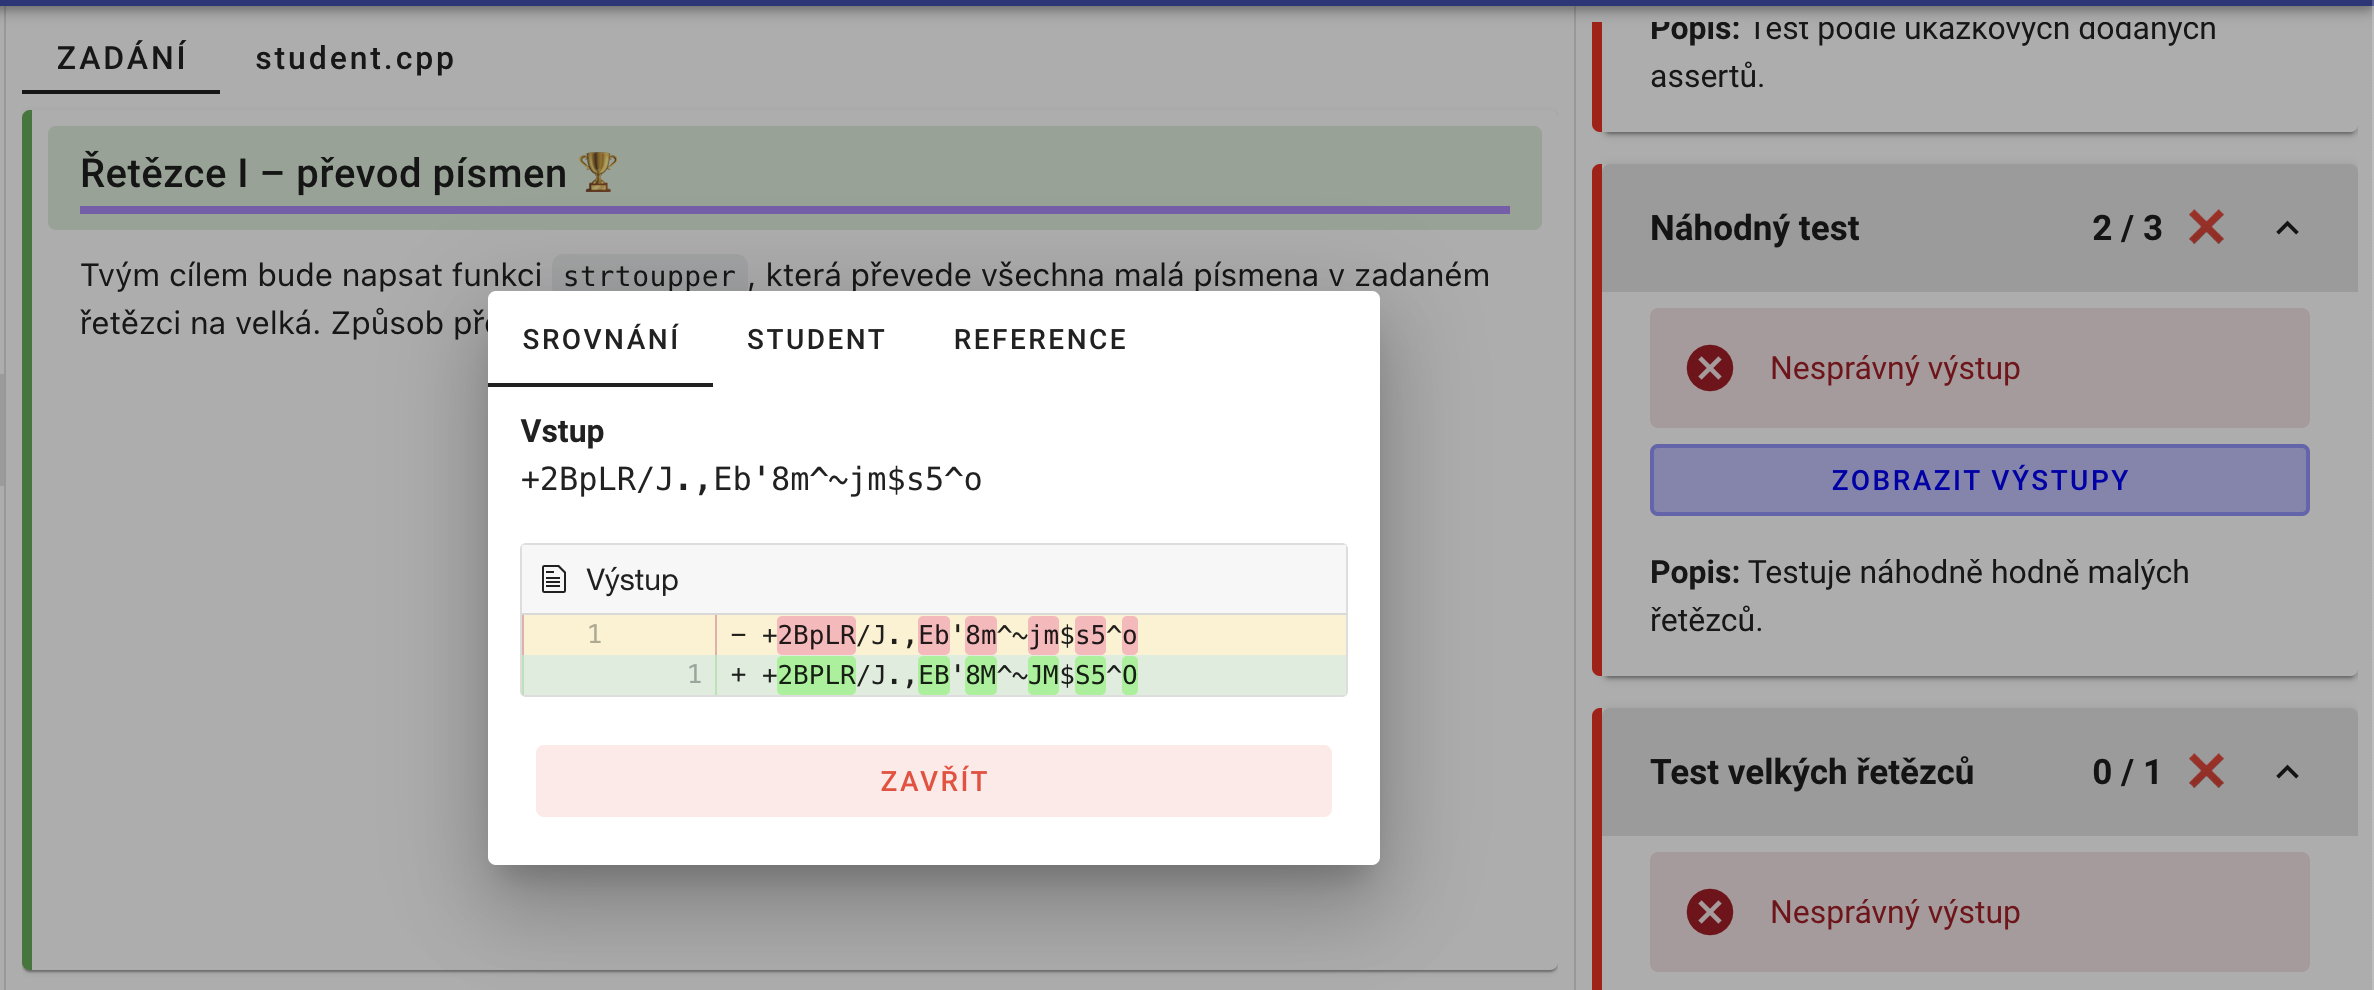 ZADÁNÍ student.cpp
Řetězce I – převod písmen 🏆
Tvým cílem bude napsat funkci strtoupper, která převede všechna malá písmena v zadaném
řetězci na velká. Způsob
SROVNÁNÍ STUDENT REFERENCE
Vstup
+2BpLR/J.,Eb'8m^~jm$s5^o
Výstup
1 − +2BpLR/J.,Eb'8m^~jm$s5^o
1 + +2BPLR/J.,EB'8M^~JM$S5^O
ZAVŘÍT
Popis: Test podle ukázkových dodaných
assertů.
Náhodný test 2 / 3 ❌
Nesprávný výstup
ZOBRAZIT VÝSTUPY
Popis: Testuje náhodně hodně malých
řetězců.
Test velkých řetězců 0 / 1 ❌
Nesprávný výstup